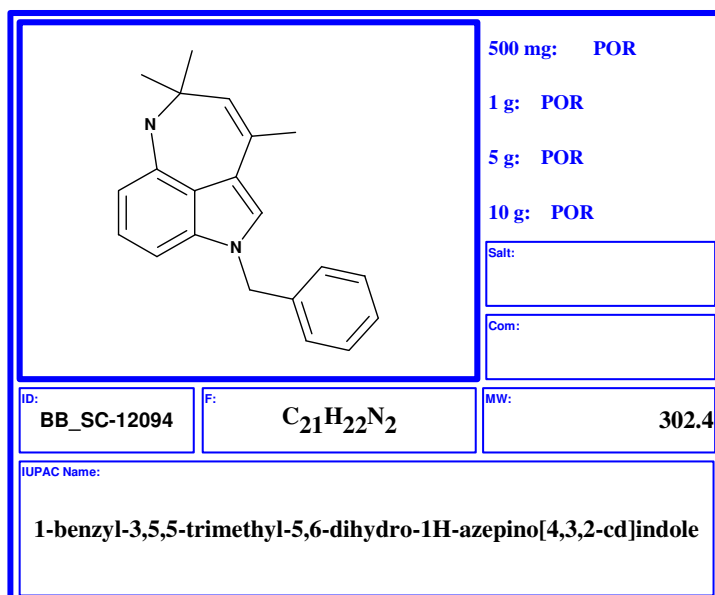 500 mg: POR
1 g: POR
5 g: POR
10 g: POR
N
N
Salt:
Com:
ID:
BB_SC-12094
F:
C21H22N2
MW:
302.4
IUPAC Name:
1-benzyl-3,5,5-trimethyl-5,6-dihydro-1H-azepino[4,3,2-cd]indole